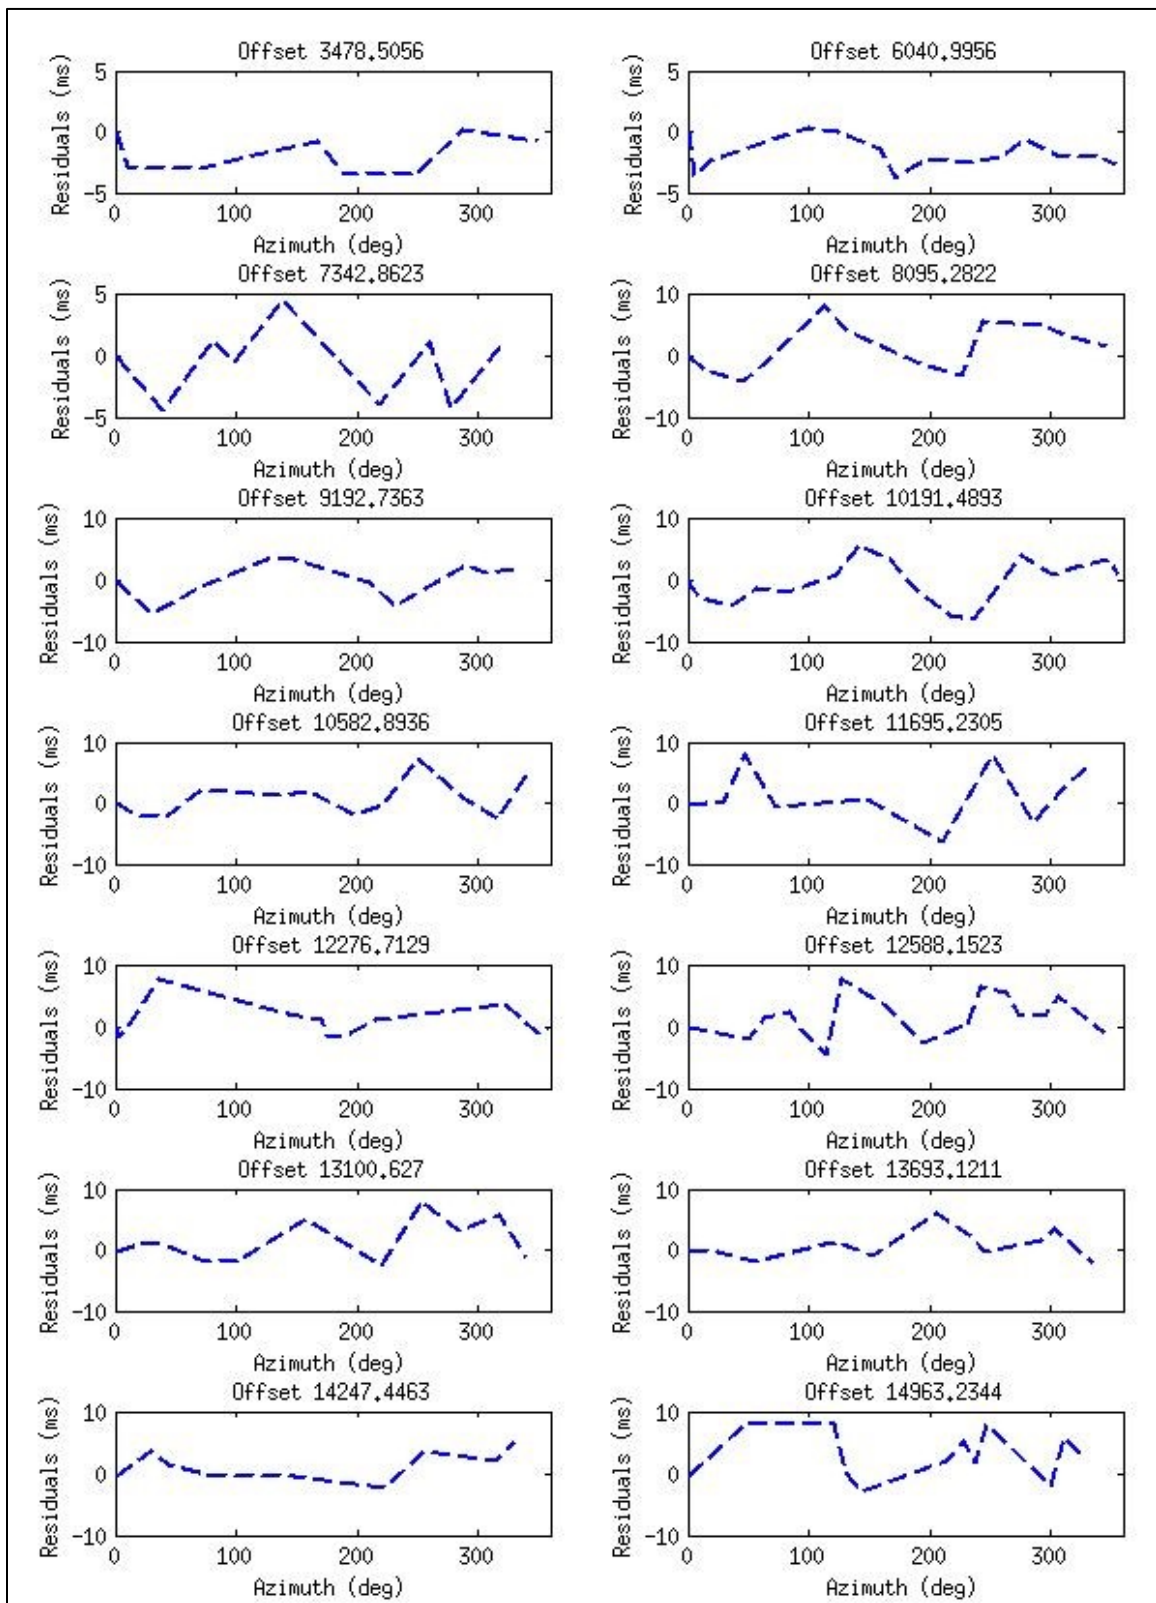 Offset 3478.5056
Residuals (ms)
5
0
-5
0 100 200 300
Azimuth (deg)
Offset 6040.9956
Residuals (ms)
5
0
-5
0 100 200 300
Azimuth (deg)
Offset 7342.8623
Residuals (ms)
5
0
-5
0 100 200 300
Azimuth (deg)
Offset 8095.2822
Residuals (ms)
10
0
-10
0 100 200 300
Azimuth (deg)
Offset 9192.7363
Residuals (ms)
10
0
-10
0 100 200 300
Azimuth (deg)
Offset 10191.4893
Residuals (ms)
10
0
-10
0 100 200 300
Azimuth (deg)
Offset 10582.8936
Residuals (ms)
10
0
-10
0 100 200 300
Azimuth (deg)
Offset 11695.2305
Residuals (ms)
10
0
-10
0 100 200 300
Azimuth (deg)
Offset 12276.7129
Residuals (ms)
10
0
-10
0 100 200 300
Azimuth (deg)
Offset 12588.1523
Residuals (ms)
10
0
-10
0 100 200 300
Azimuth (deg)
Offset 13100.627
Residuals (ms)
10
0
-10
0 100 200 300
Azimuth (deg)
Offset 13693.1211
Residuals (ms)
10
0
-10
0 100 200 300
Azimuth (deg)
Offset 14247.4463
Residuals (ms)
10
0
-10
0 100 200 300
Azimuth (deg)
Offset 14963.2344
Residuals (ms)
10
0
-10
0 100 200 300
Azimuth (deg)